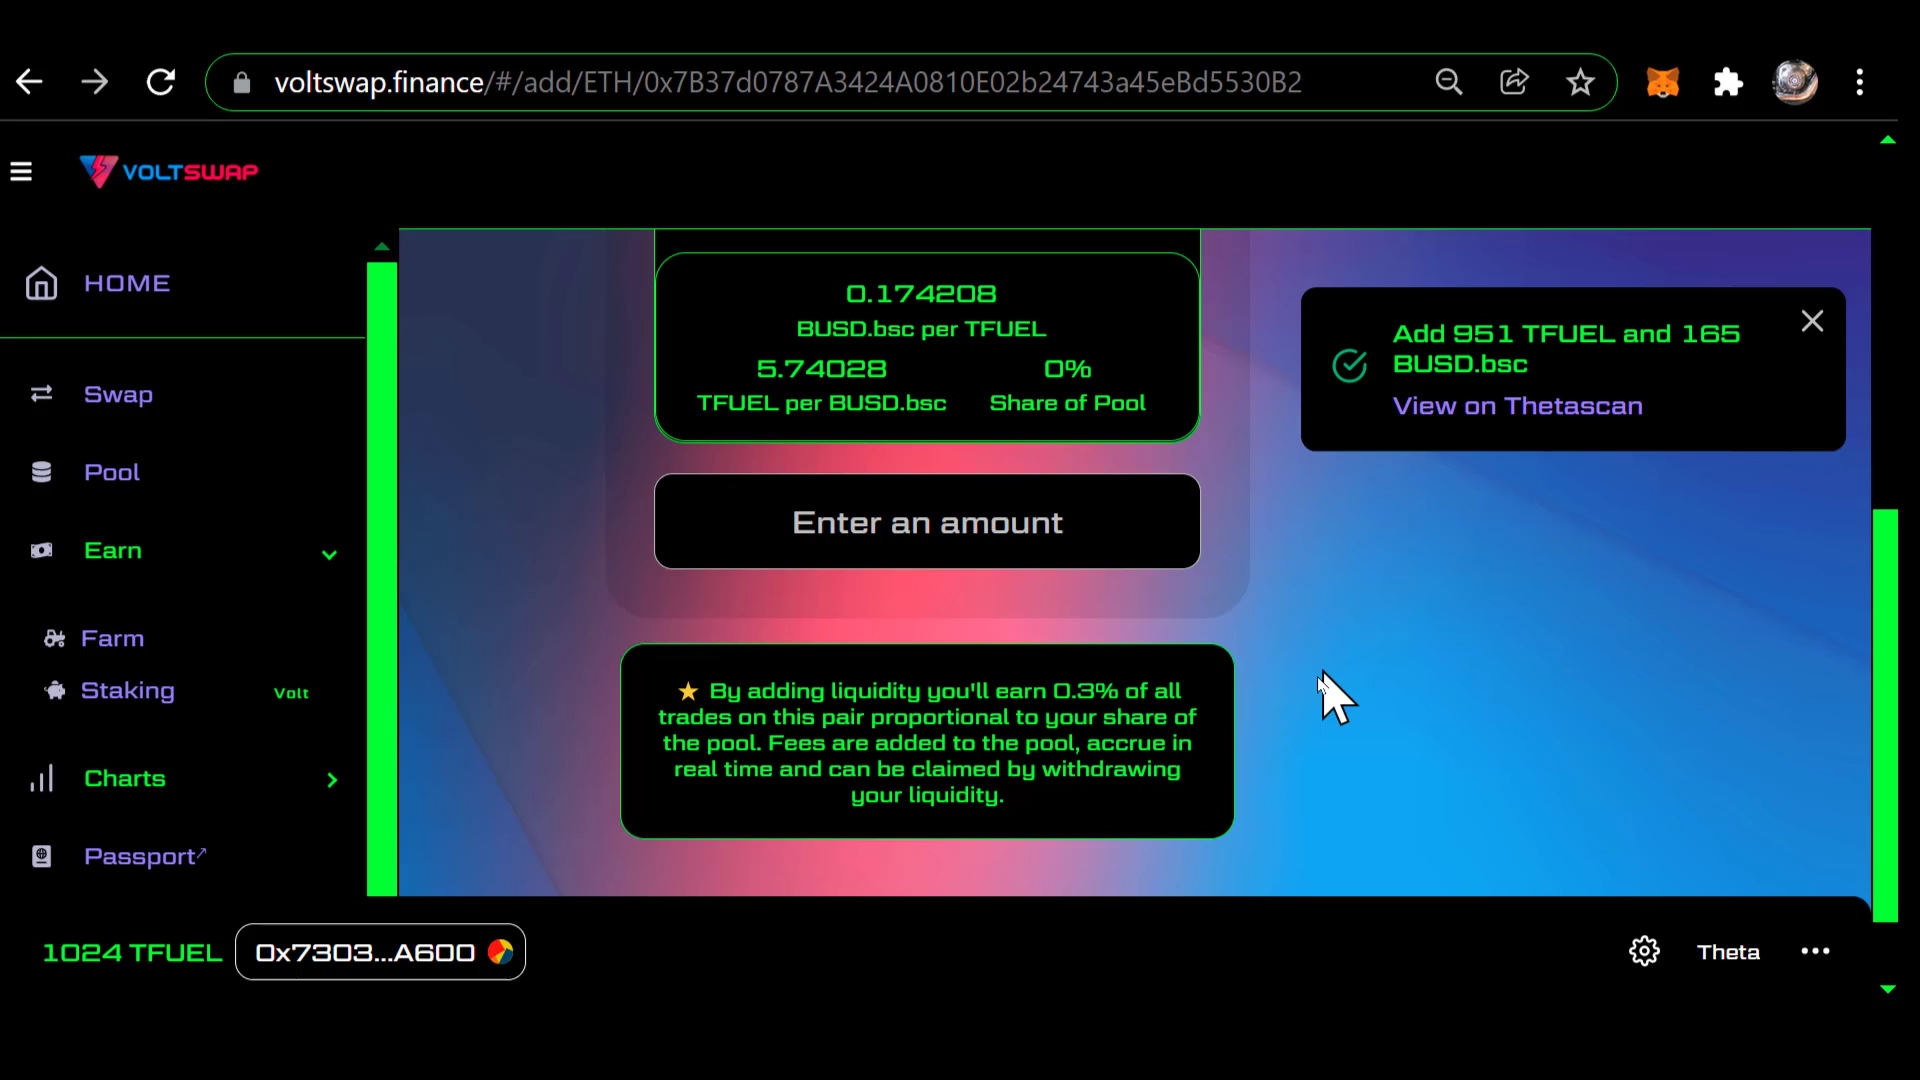 voltswap.finance/#/add/ETH/0x7B37d0787A3424A0810E02b24743a45eBd5530B2
VOLTSWAP
HOME
Swap
Pool
Earn
Farm
Staking Volt
Charts
Passport↗
0.174208
BUSD.bsc per TFUEL
5.74028 0%
TFUEL per BUSD.bsc Share of Pool
Enter an amount
⭐ By adding liquidity you'll earn 0.3% of all
trades on this pair proportional to your share of
the pool. Fees are added to the pool, accrue in
real time and can be claimed by withdrawing
your liquidity.
Add 951 TFUEL and 165
BUSD.bsc
View on Thetascan
1024 TFUEL 0x7303...A600
Theta